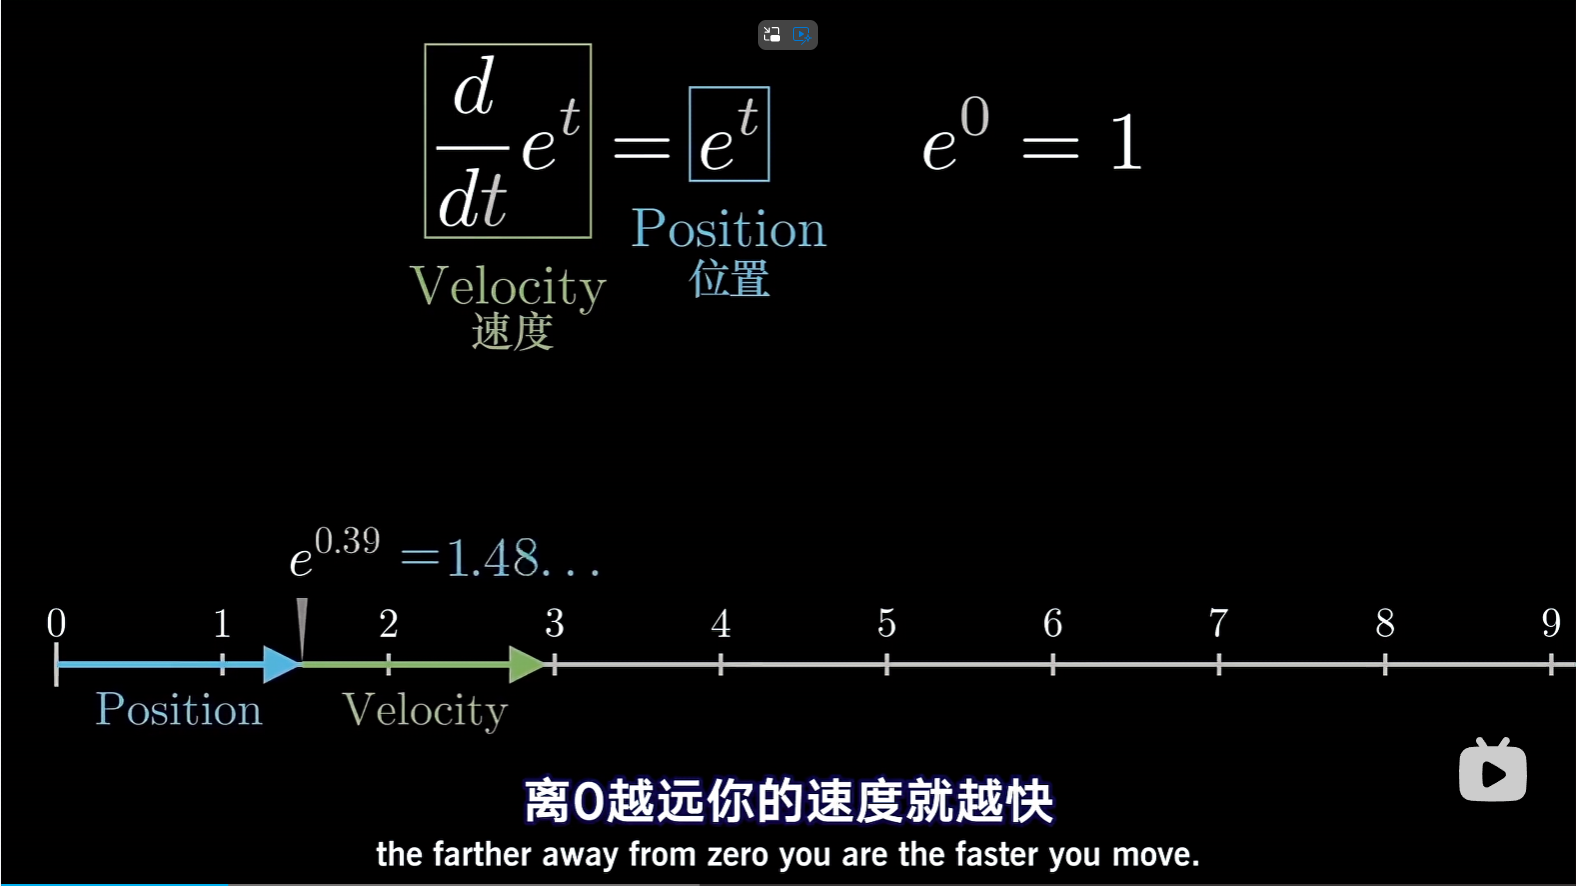 d/dt e^t = e^t
e^0 = 1
Position
位置
Velocity
速度
e^0.39 = 1.48...
0 1 2 3 4 5 6 7 8 9
Position Velocity
离0越远你的速度就越快
the farther away from zero you are the faster you move.